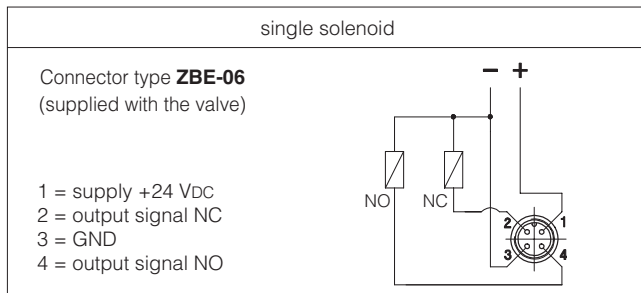 single solenoid
Connector type ZBE-06
(supplied with the valve)
1 = supply +24 VDC
2 = output signal NC
3 = GND
4 = output signal NO
− +
NO NC
2 1
3 4